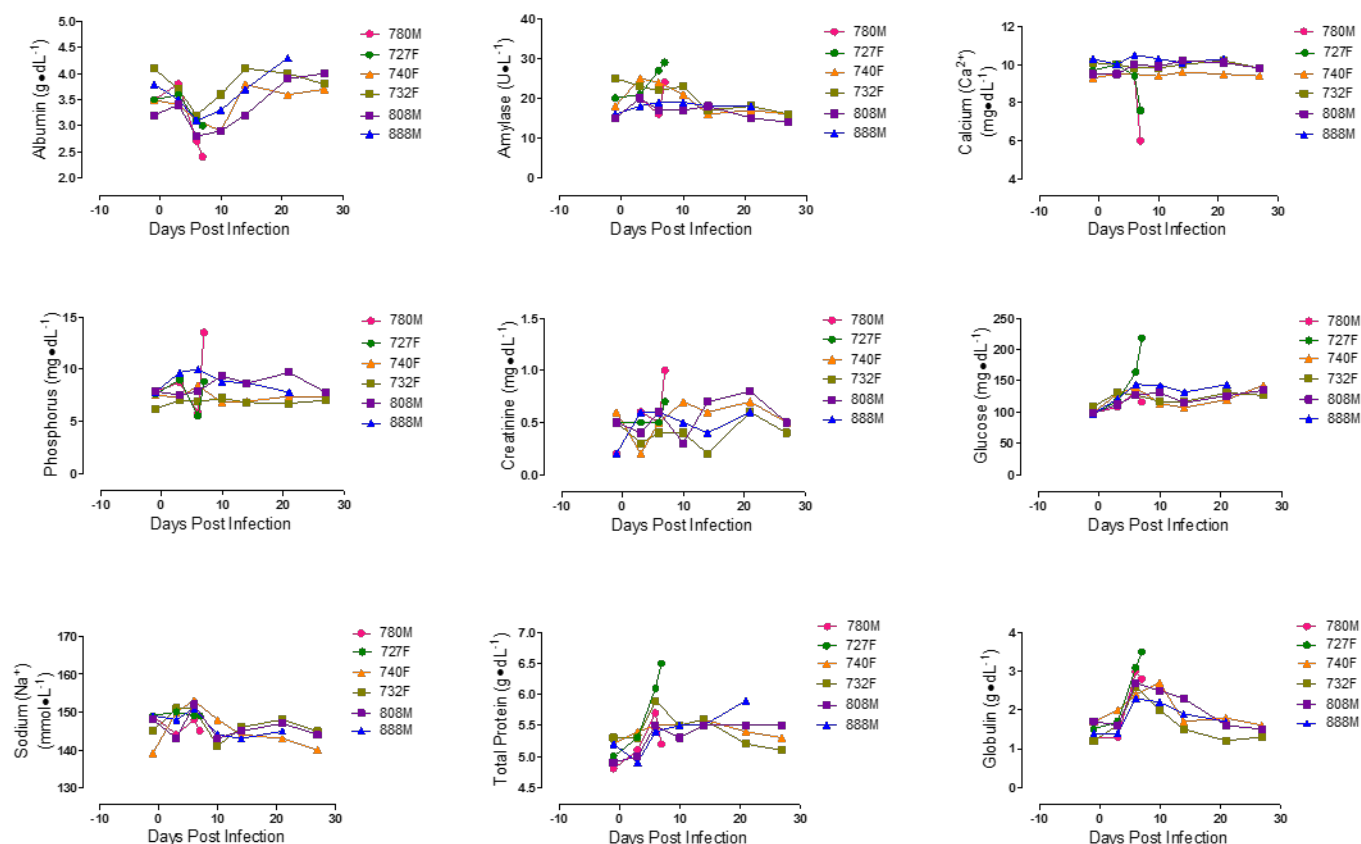 Albumin (g●dL-1)
5.0
4.5
4.0
3.5
3.0
2.5
2.0
-10 0 10 20 30
Days Post Infection
780M
727F
740F
732F
808M
888M
Amylase (U●L-1)
40
30
20
10
0
-10 0 10 20 30
Days Post Infection
780M
727F
740F
732F
808M
888M
Calcium (Ca2+)
(mg●dL-1)
12
10
8
6
4
-10 0 10 20 30
Days Post Infection
780M
727F
740F
732F
808M
888M
Phosphorus (mg●dL-1)
15
10
5
0
-10 0 10 20 30
Days Post Infection
780M
727F
740F
732F
808M
888M
Creatinine (mg●dL-1)
1.5
1.0
0.5
0.0
-10 0 10 20 30
Days Post Infection
780M
727F
740F
732F
808M
888M
Glucose (mg●dL-1)
250
200
150
100
50
0
-10 0 10 20 30
Days Post Infection
780M
727F
740F
732F
808M
888M
Sodium (Na+)
(mmol●L-1)
170
160
150
140
130
-10 0 10 20 30
Days Post Infection
780M
727F
740F
732F
808M
888M
Total Protein (g●dL-1)
7.0
6.5
6.0
5.5
5.0
4.5
-10 0 10 20 30
Days Post Infection
780M
727F
740F
732F
808M
888M
Globulin (g●dL-1)
4
3
2
1
0
-10 0 10 20 30
Days Post Infection
780M
727F
740F
732F
808M
888M